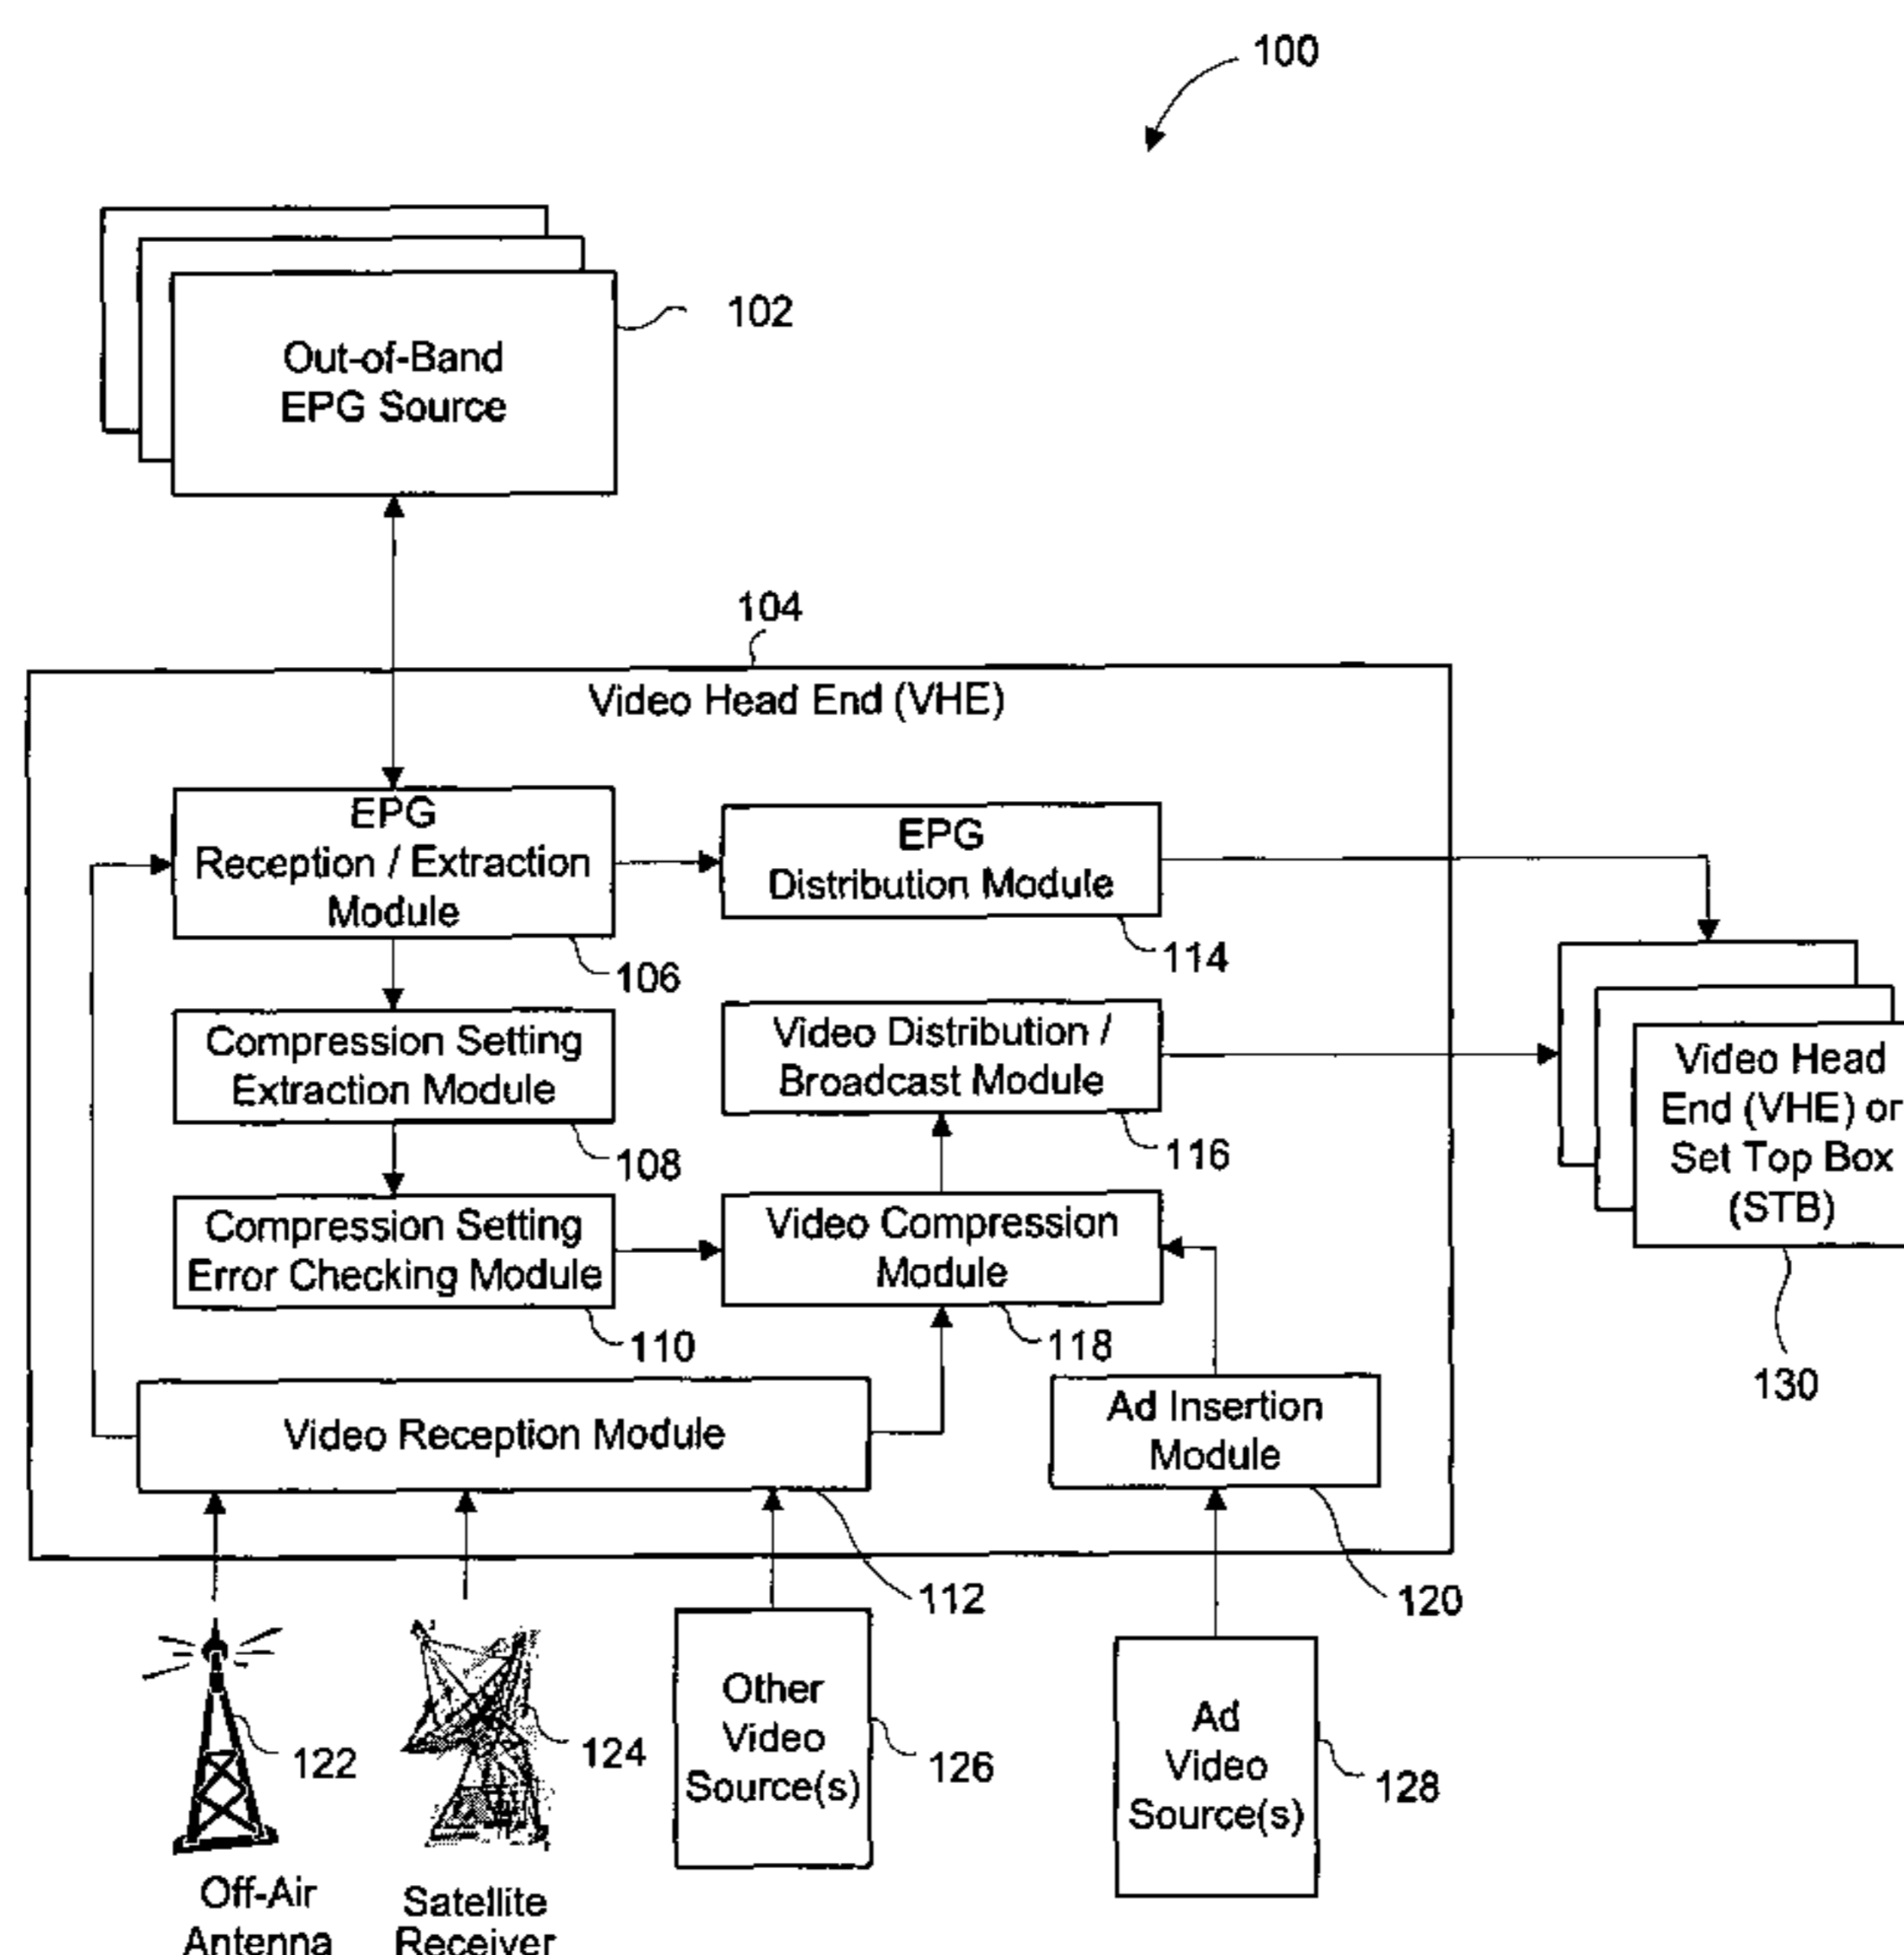 100
Out-of-Band
EPG Source
102
104
Video Head End (VHE)
EPG
Reception / Extraction
Module
106
EPG
Distribution Module
114
Compression Setting
Extraction Module
108
Video Distribution /
Broadcast Module
116
Video Head
End (VHE) or
Set Top Box
(STB)
130
Compression Setting
Error Checking Module
110
Video Compression
Module
118
Video Reception Module
112
Ad Insertion
Module
120
122
124
Other
Video
Source(s)
126
Ad
Video
Source(s)
128
Off-Air
Antenna
Satellite
Receiver